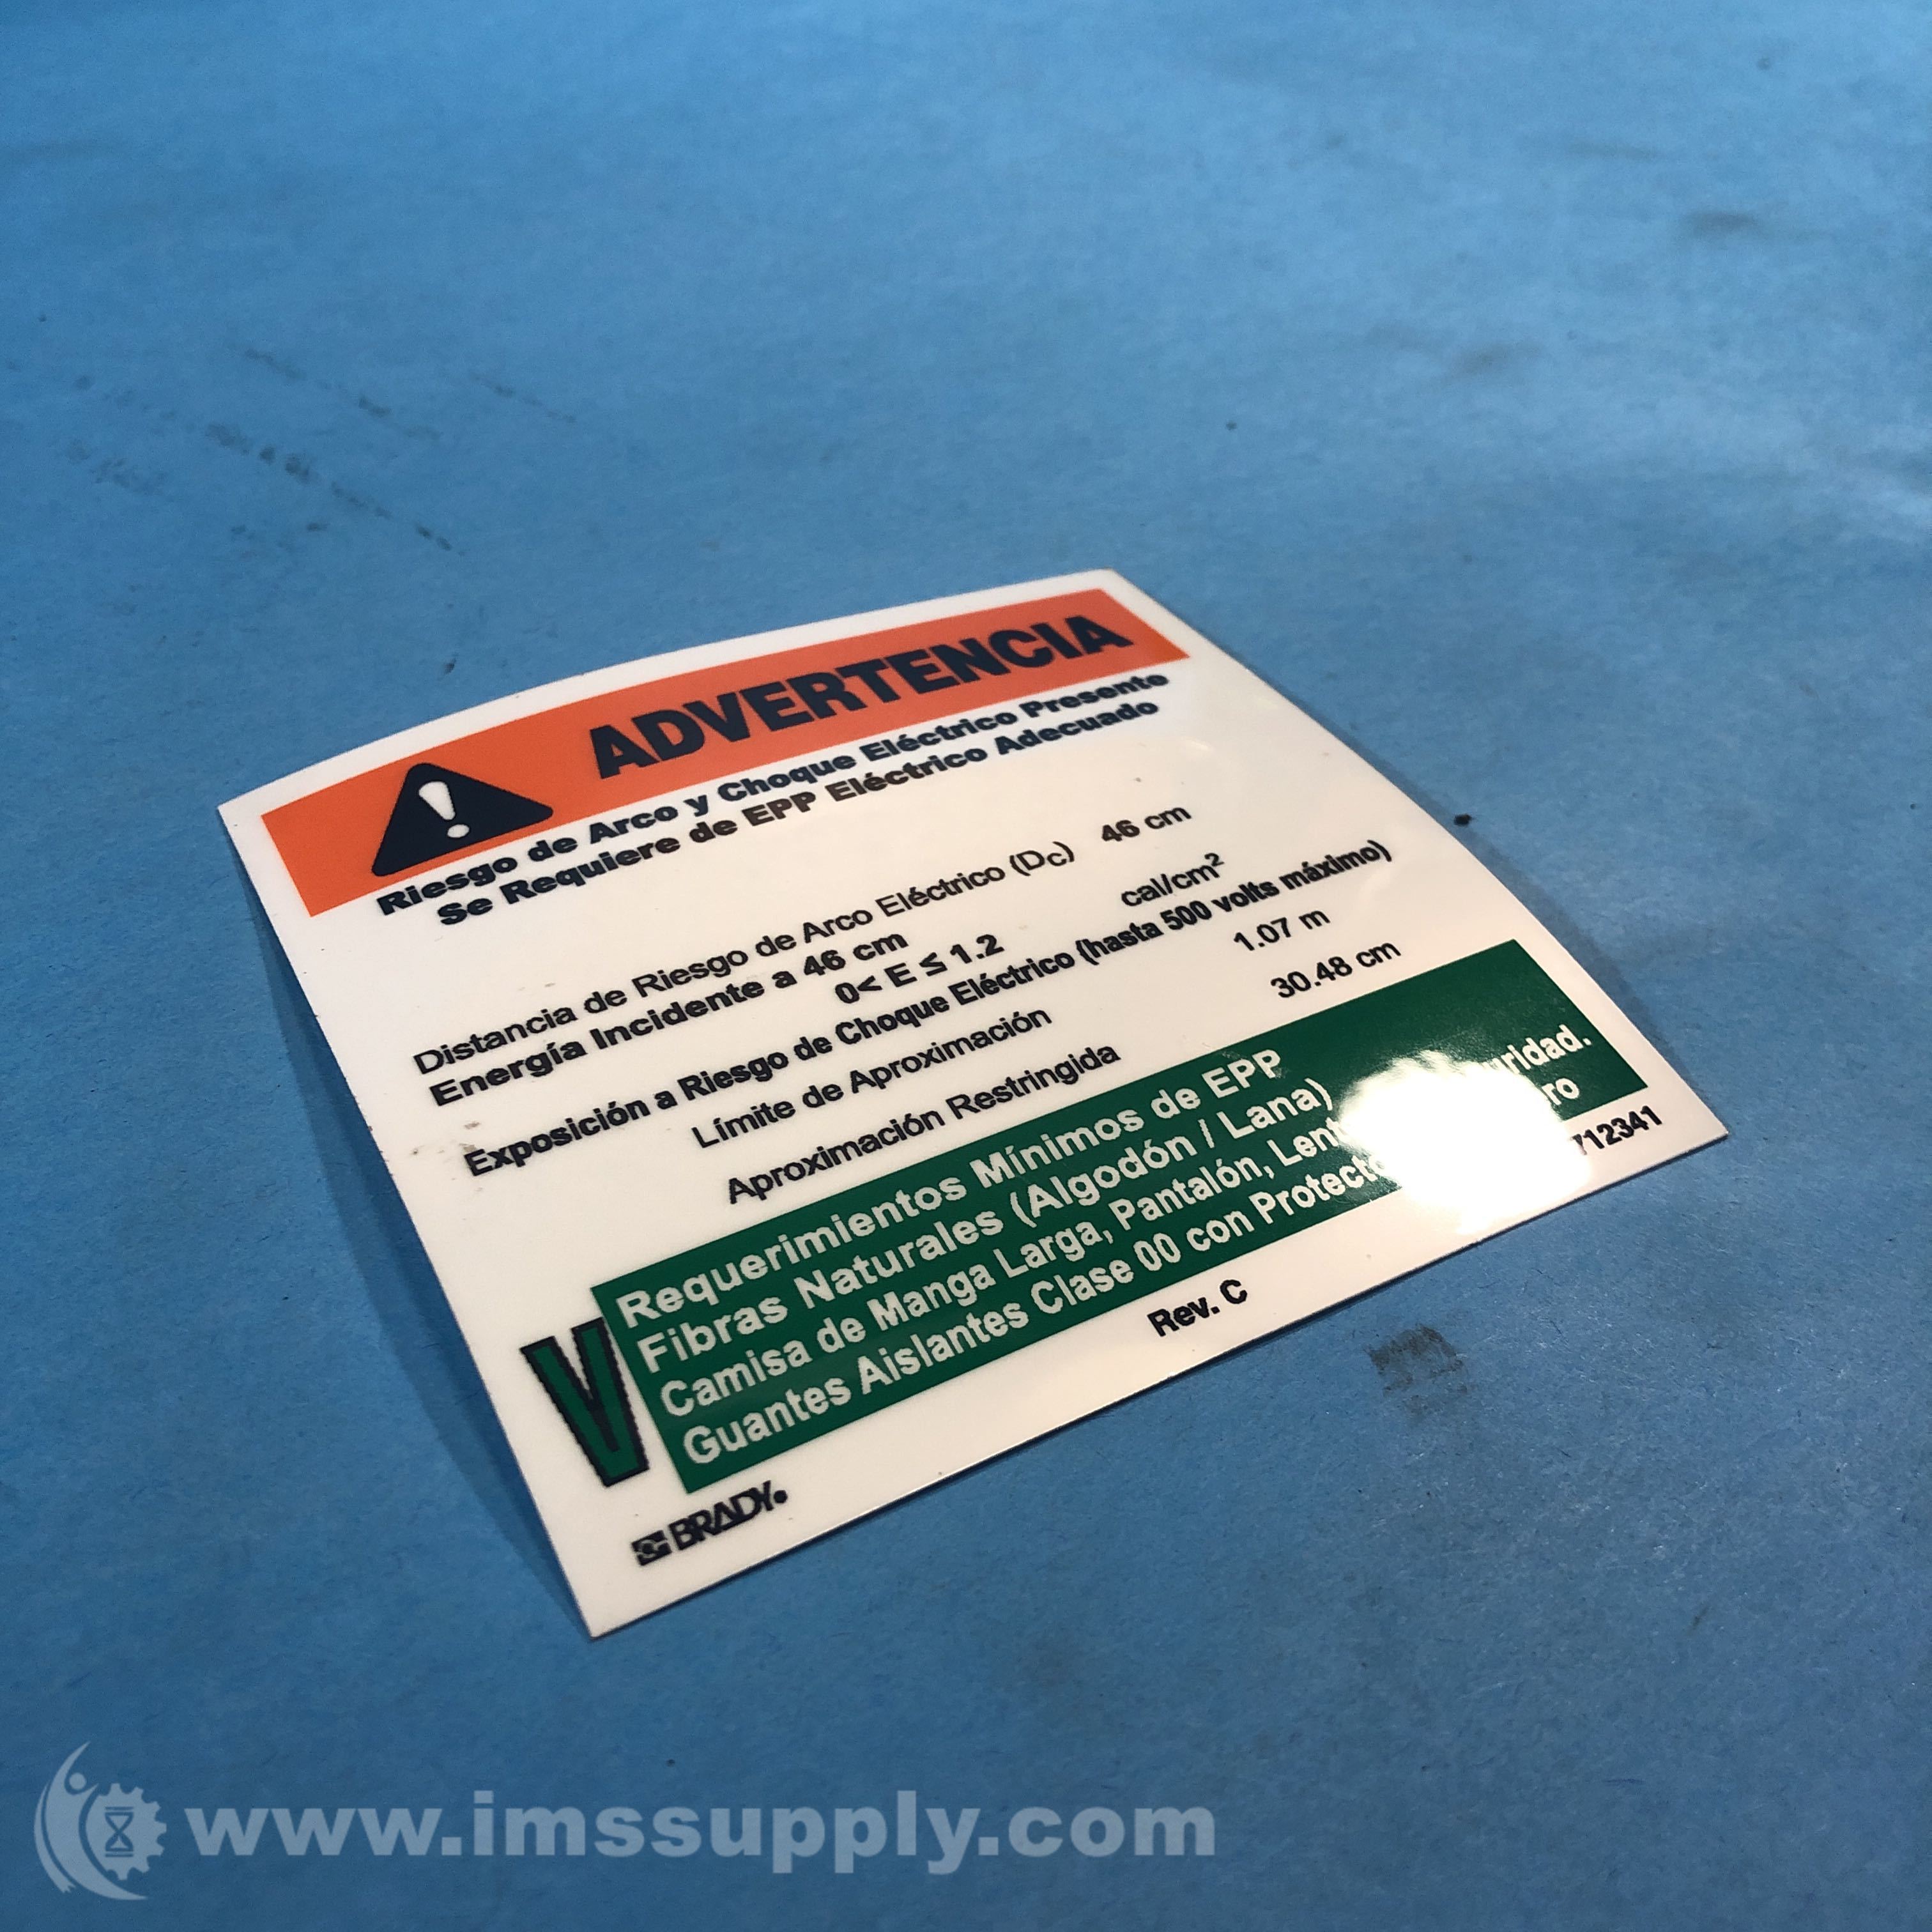 ADVERTENCIA
Riesgo de Arco y Choque Eléctrico Presente
Se Requiere de EPP Eléctrico Adecuado
Distancia de Riesgo de Arco Eléctrico (Dc) 46 cm
Energía Incidente a 46 cm
0< E ≤ 1.2 cal/cm²
Exposición a Riesgo de Choque Eléctrico (hasta 500 volts máximo)
Límite de Aproximación 1.07 m
Aproximación Restringida 30.48 cm
V
Requerimientos Mínimos de EPP
Fibras Naturales (Algodón / Lana)
Camisa de Manga Larga, Pantalón,
Guantes Aislantes Clase 00 con
BRADY
Rev. C
712341
www.imssupply.com